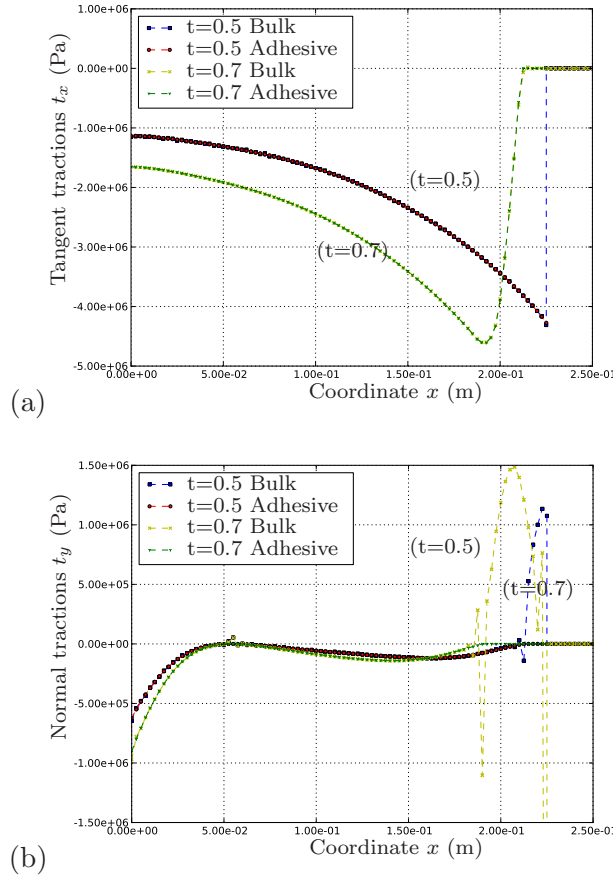 1.00e+06
t=0.5 Bulk
t=0.5 Adhesive
t=0.7 Bulk
t=0.7 Adhesive
0.00e+00
-1.00e+06
-2.00e+06
-3.00e+06
-4.00e+06
-5.00e+06
Tangent tractions t_x (Pa)
(t=0.5)
(t=0.7)
0.00e+00 5.00e-02 1.00e-01 1.50e-01 2.00e-01 2.50e-01
Coordinate x (m)
(a)
1.50e+06
t=0.5 Bulk
t=0.5 Adhesive
t=0.7 Bulk
t=0.7 Adhesive
1.00e+06
5.00e+05
0.00e+00
-5.00e+05
-1.00e+06
-1.50e+06
Normal tractions t_y (Pa)
(t=0.5)
(t=0.7)
0.00e+00 5.00e-02 1.00e-01 1.50e-01 2.00e-01 2.50e-01
Coordinate x (m)
(b)